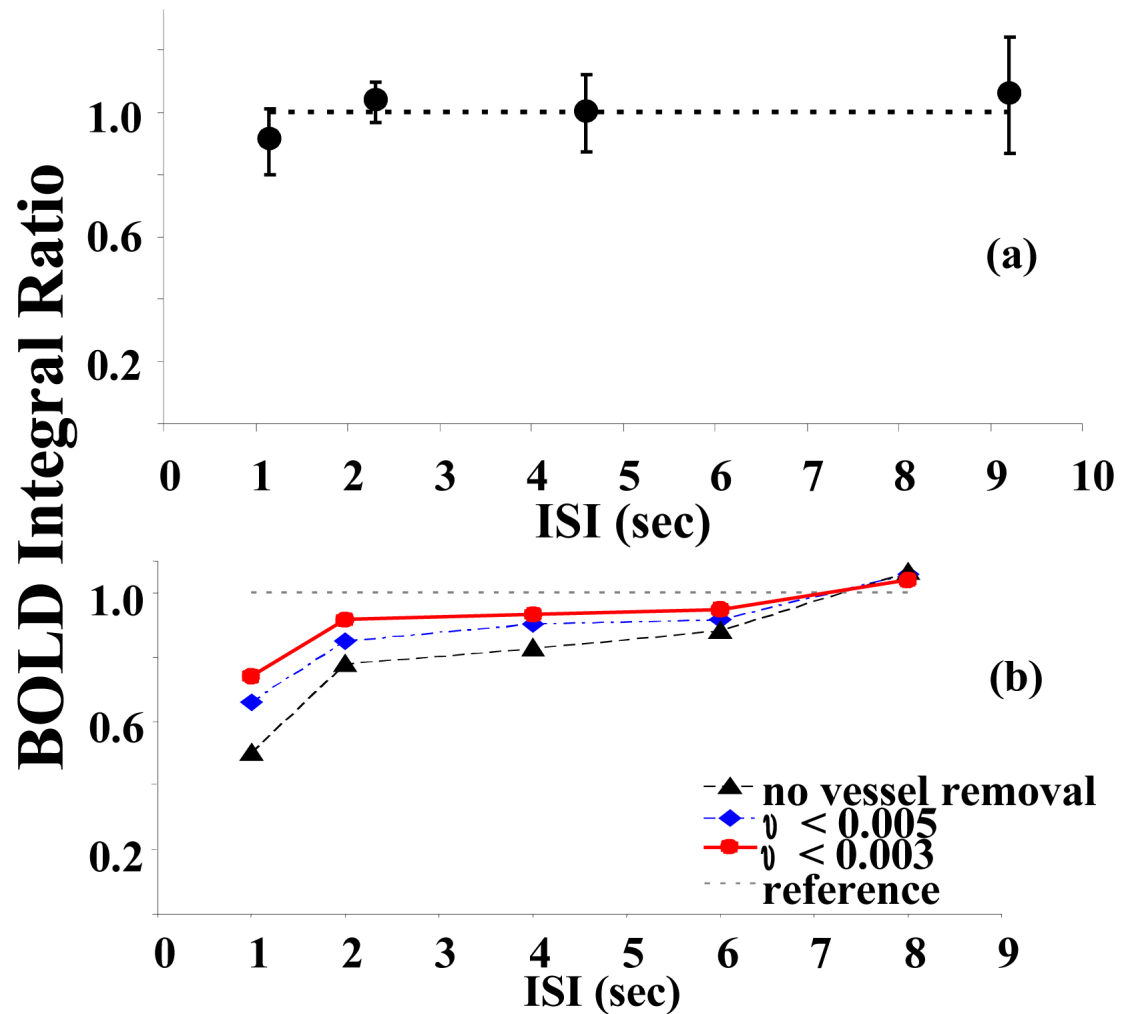 BOLD Integral Ratio
1.0
0.6
0.2
(a)
0 1 2 3 4 5 6 7 8 9 10
ISI (sec)
1.0
0.6
0.2
(b)
no vessel removal
< 0.005
< 0.003
reference
0 1 2 3 4 5 6 7 8 9
ISI (sec)